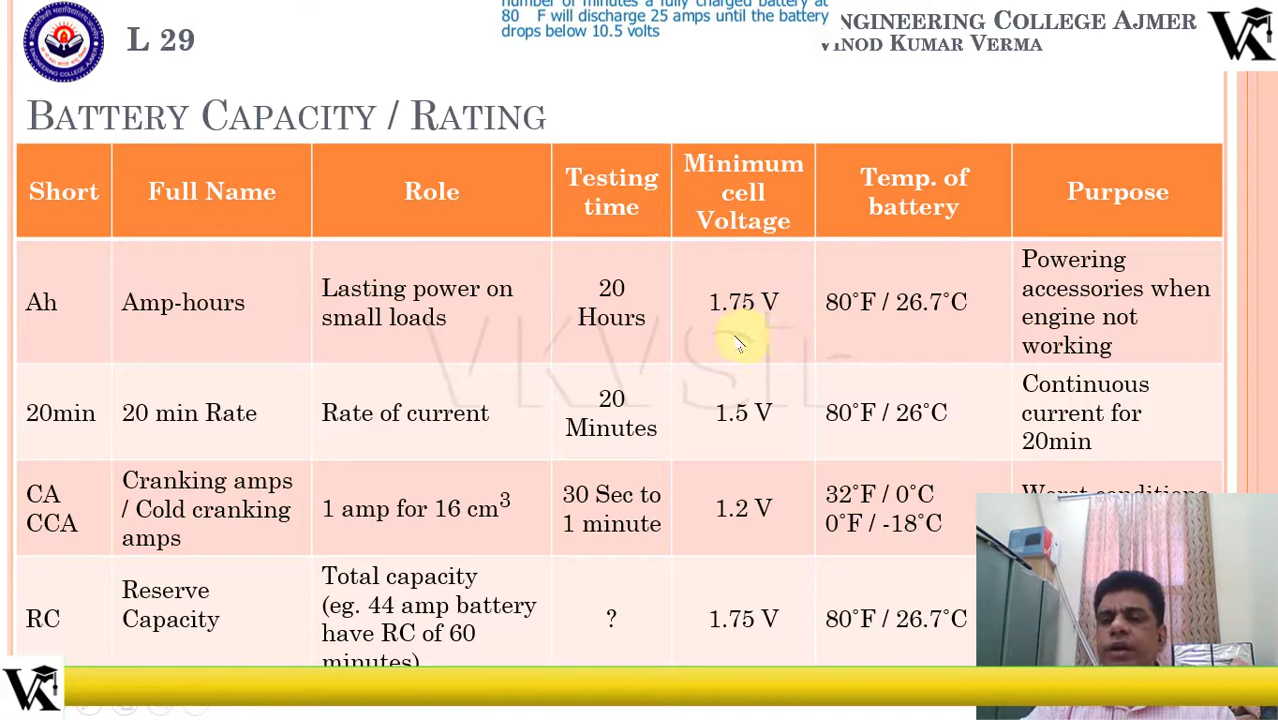 number of minutes a fully charged battery at
80 F will discharge 25 amps until the battery
drops below 10.5 volts
NGINEERING COLLEGE AJMER
VINOD KUMAR VERMA
L 29
BATTERY CAPACITY / RATING
Short
Full Name
Role
Testing
time
Minimum
cell
Voltage
Temp. of
battery
Purpose
Ah
Amp-hours
Lasting power on
small loads
20
Hours
1.75 V
80˚F / 26.7˚C
Powering
accessories when
engine not
working
20min
20 min Rate
Rate of current
20
Minutes
1.5 V
80˚F / 26˚C
Continuous
current for
20min
CA
CCA
Cranking amps
/ Cold cranking
amps
1 amp for 16 cm³
30 Sec to
1 minute
1.2 V
32˚F / 0˚C
0˚F / -18˚C
Worst conditions
RC
Reserve
Capacity
Total capacity
(eg. 44 amp battery
have RC of 60
minutes)
?
1.75 V
80˚F / 26.7˚C
VKVSir